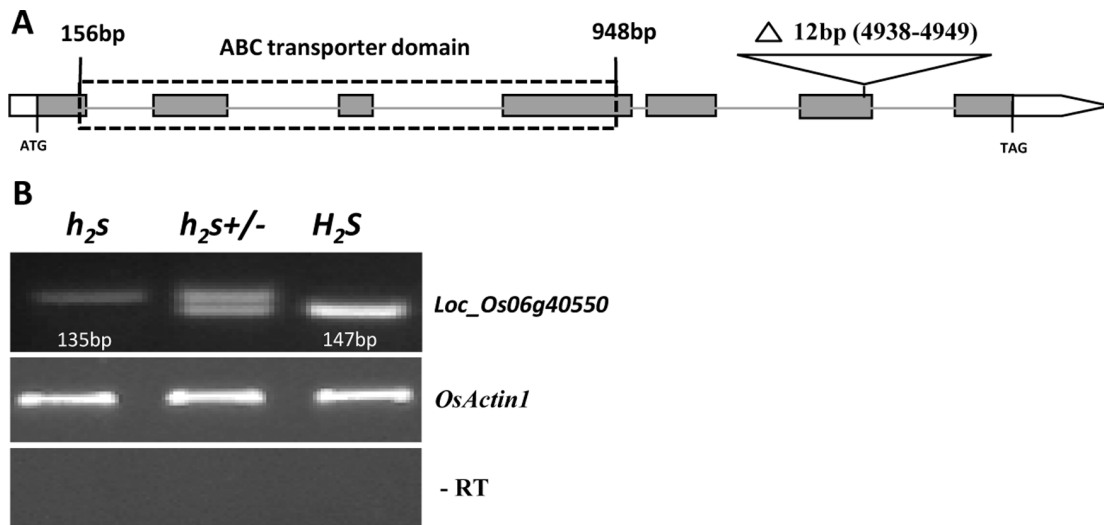 A
156bp
ABC transporter domain
948bp
△ 12bp (4938-4949)
ATG
TAG
B
h₂s
h₂s+/-
H₂S
Loc_Os06g40550
135bp
147bp
OsActin1
- RT